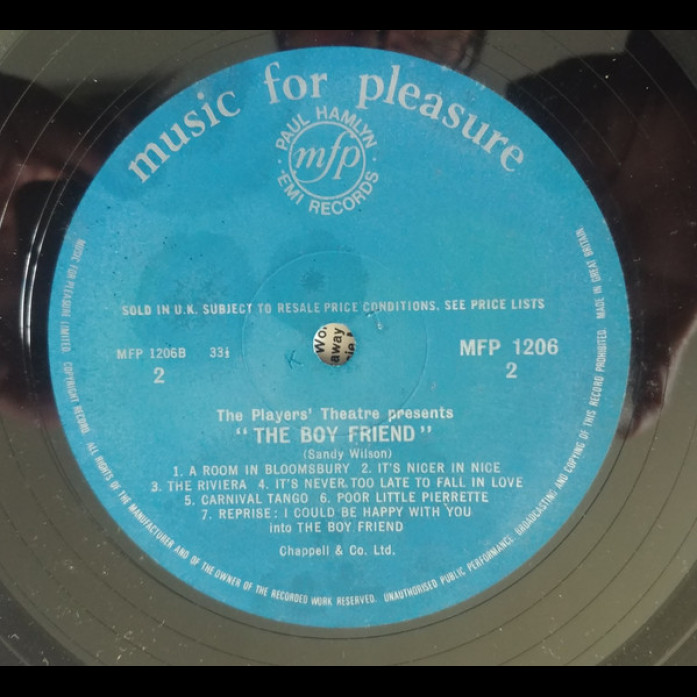 music for pleasure
PAUL HAMLYN
mfp
EMI RECORDS
SOLD IN U.K. SUBJECT TO RESALE PRICE CONDITIONS, SEE PRICE LISTS
MFP 1206B 33⅓
MFP 1206
2
2
Wo
away
The Players' Theatre presents
"THE BOY FRIEND"
(Sandy Wilson)
1. A ROOM IN BLOOMSBURY 2. IT'S NICER IN NICE
3. THE RIVIERA 4. IT'S NEVER TOO LATE TO FALL IN LOVE
5. CARNIVAL TANGO 6. POOR LITTLE PIERRETTE
7. REPRISE: I COULD BE HAPPY WITH YOU
into THE BOY FRIEND
Chappell & Co. Ltd.
MUSIC FOR PLEASURE LIMITED. COPYRIGHT RECORD. ALL RIGHTS OF THE MANUFACTURER AND OF THE OWNER OF THE RECORDED WORK RESERVED. UNAUTHORISED PUBLIC PERFORMANCE, BROADCASTING AND COPYING OF THIS RECORD PROHIBITED. MADE IN GREAT BRITAIN.